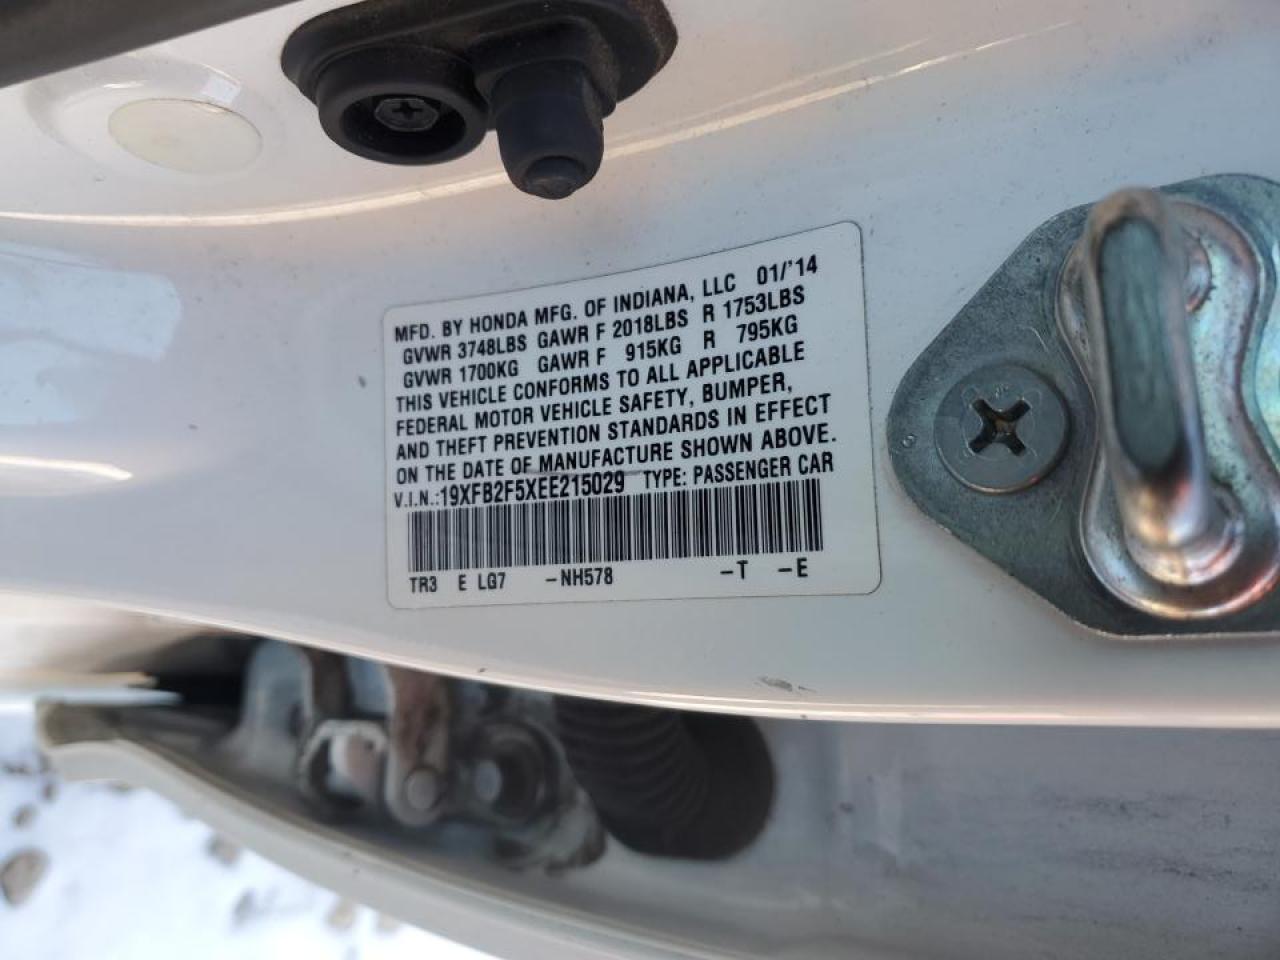 MFD. BY HONDA MFG. OF INDIANA, LLC 01/'14
GVWR 3748LBS GAWR F 2018LBS R 1753LBS
GVWR 1700KG GAWR F 915KG R 795KG
THIS VEHICLE CONFORMS TO ALL APPLICABLE
FEDERAL MOTOR VEHICLE SAFETY, BUMPER,
AND THEFT PREVENTION STANDARDS IN EFFECT
ON THE DATE OF MANUFACTURE SHOWN ABOVE.
V.I.N.:19XFB2F5XEE215029 TYPE: PASSENGER CAR
TR3 E LG7 -NH578 -T -E